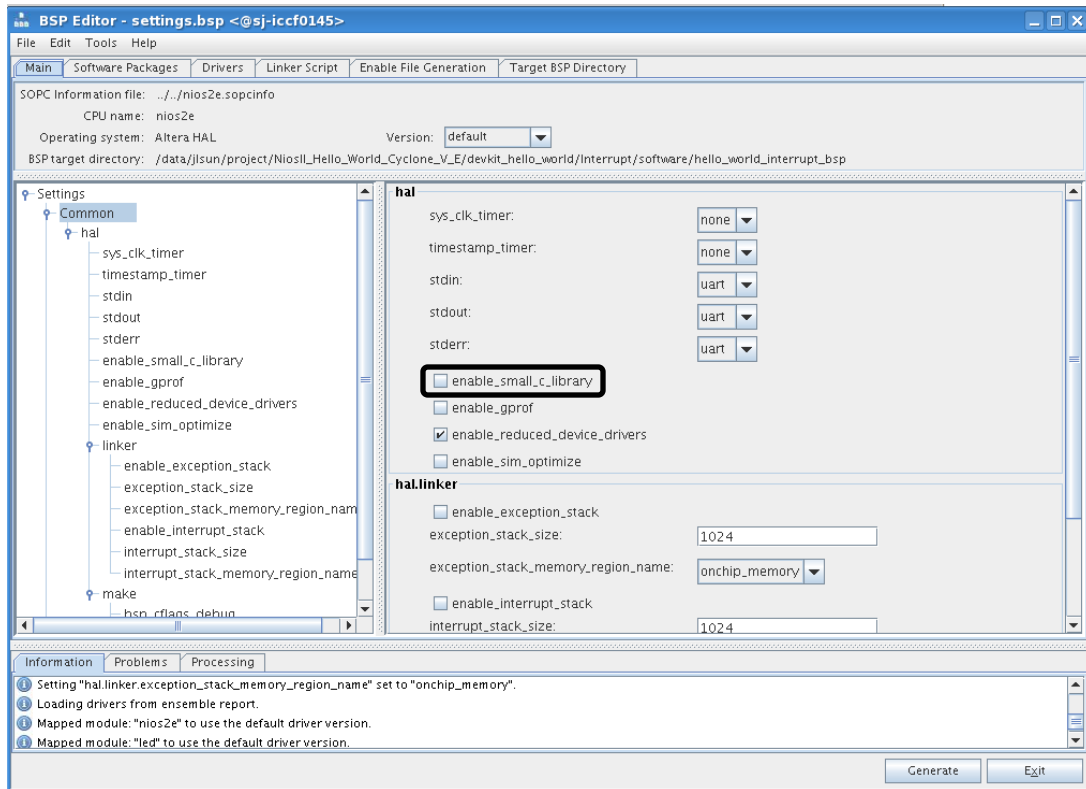 BSP Editor - settings.bsp <@sj-iccf0145>
File Edit Tools Help
Main Software Packages Drivers Linker Script Enable File Generation Target BSP Directory
SOPC Information file: ../../nios2e.sopcinfo
CPU name: nios2e
Operating system: Altera HAL Version: default
BSP target directory: /data/jlsun/project/NiosII_Hello_World_Cyclone_V_E/devkit_hello_world/Interrupt/software/hello_world_interrupt_bsp
Settings
Common
hal
sys_clk_timer
timestamp_timer
stdin
stdout
stderr
enable_small_c_library
enable_gprof
enable_reduced_device_drivers
enable_sim_optimize
linker
enable_exception_stack
exception_stack_size
exception_stack_memory_region_nam
enable_interrupt_stack
interrupt_stack_size
interrupt_stack_memory_region_name
make
bsp_cflags_debug
hal
sys_clk_timer: none
timestamp_timer: none
stdin: uart
stdout: uart
stderr: uart
enable_small_c_library
enable_gprof
enable_reduced_device_drivers
enable_sim_optimize
hal.linker
enable_exception_stack
exception_stack_size: 1024
exception_stack_memory_region_name: onchip_memory
enable_interrupt_stack
interrupt_stack_size: 1024
Information Problems Processing
Setting "hal.linker.exception_stack_memory_region_name" set to "onchip_memory".
Loading drivers from ensemble report.
Mapped module: "nios2e" to use the default driver version.
Mapped module: "led" to use the default driver version.
Generate Exit